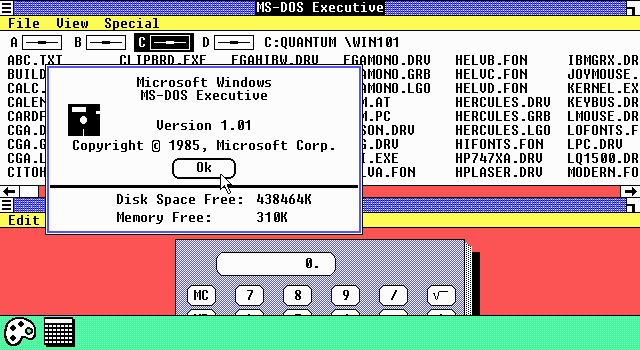 MS-DOS Executive
File View Special
A B C D C:QUANTUM \WIN101
ABC.TXT CLIPBRD.EXE EGAHIBW.DRV EGAMONO.DRV HELVB.FON IBMGRX.D
BUILD EGAMONO.GRB HELVC.FON JOYMOUSE.
CALC. EGAMONO.LGO HELVD.FON KERNEL.EX
CALEN M.AT HERCULES.DRV KEYBUS.DR
CARDF M.PC HERCULES.GRB LMOUSE.DR
CGA.D SON.DRV HERCULES.LGO LOFONTS.F
CGA.G HIFONTS.FON LPC.DRV
CGA.L I.EXE HP747XA.DRV LQ1500.DR
CITOH VA.FON HPLASER.DRV MODERN.FO
Microsoft Windows
MS-DOS Executive
Version 1.01
Copyright © 1985, Microsoft Corp.
Ok
Disk Space Free: 438464K
Memory Free: 310K
Edit
0.
MC 7 8 9 / √